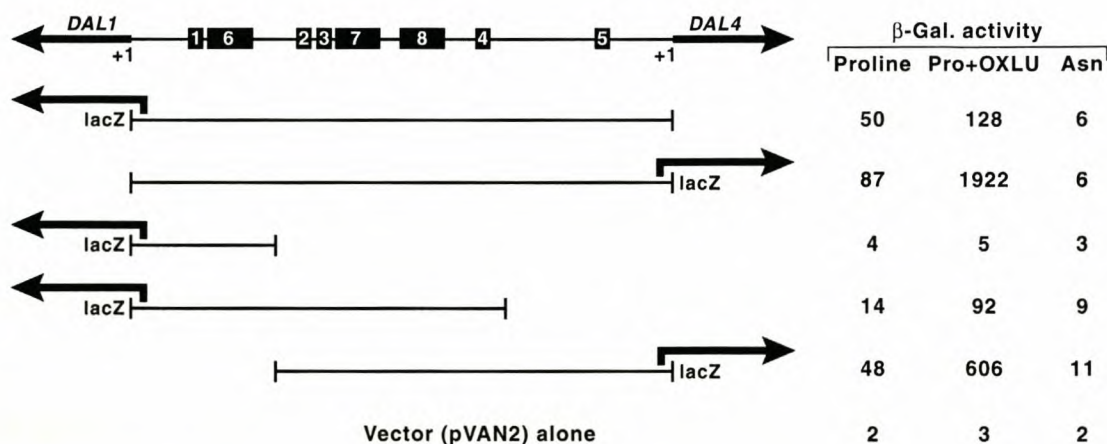 DAL1 1 6 2 3 7 8 4 5 DAL4
+1 +1
β-Gal. activity
Proline Pro+OXLU Asn
lacZ 50 128 6
lacZ 87 1922 6
lacZ 4 5 3
lacZ 14 92 9
lacZ 48 606 11
Vector (pVAN2) alone 2 3 2